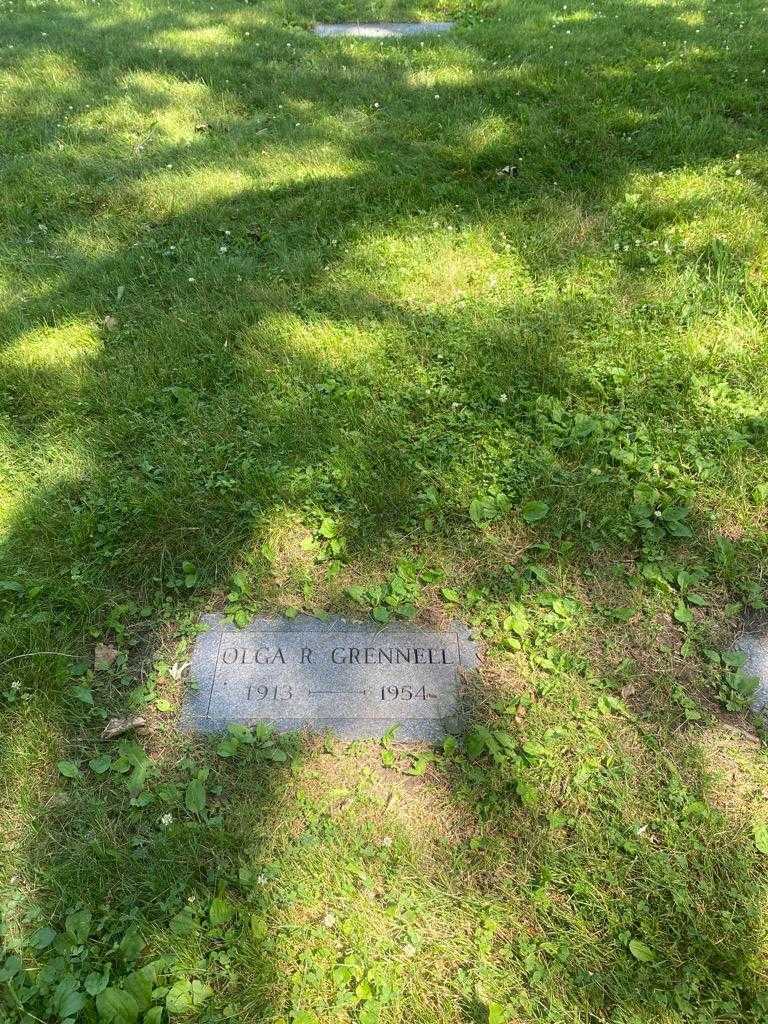 OLGA R. GRENNELL
1913 — 1954